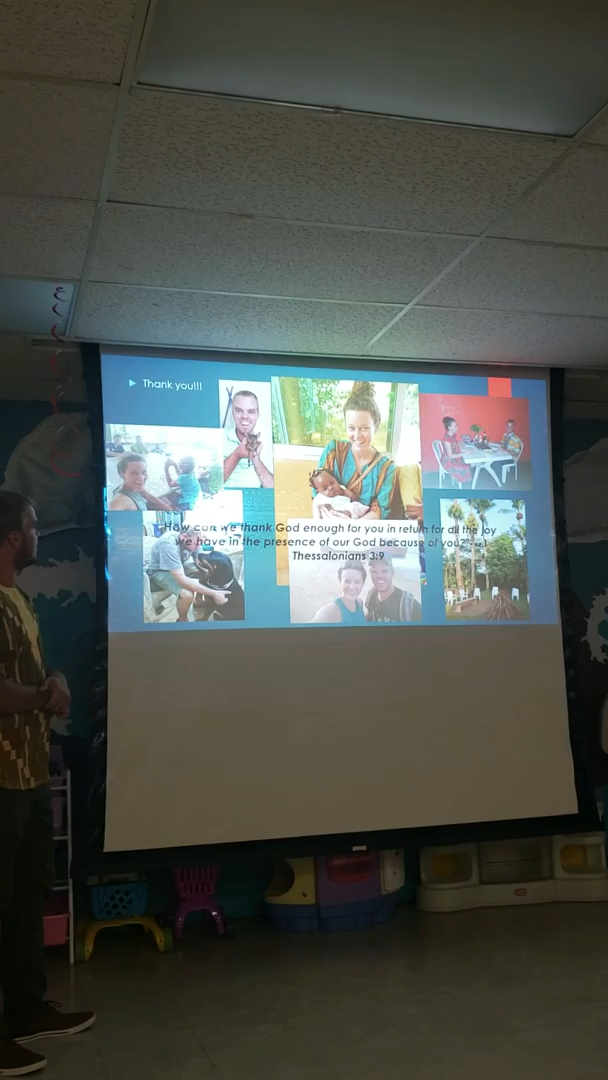 Thank you!!!
"How can we thank God enough for you in return for all the joy
we have in the presence of our God because of you?"
Thessalonians 3:9